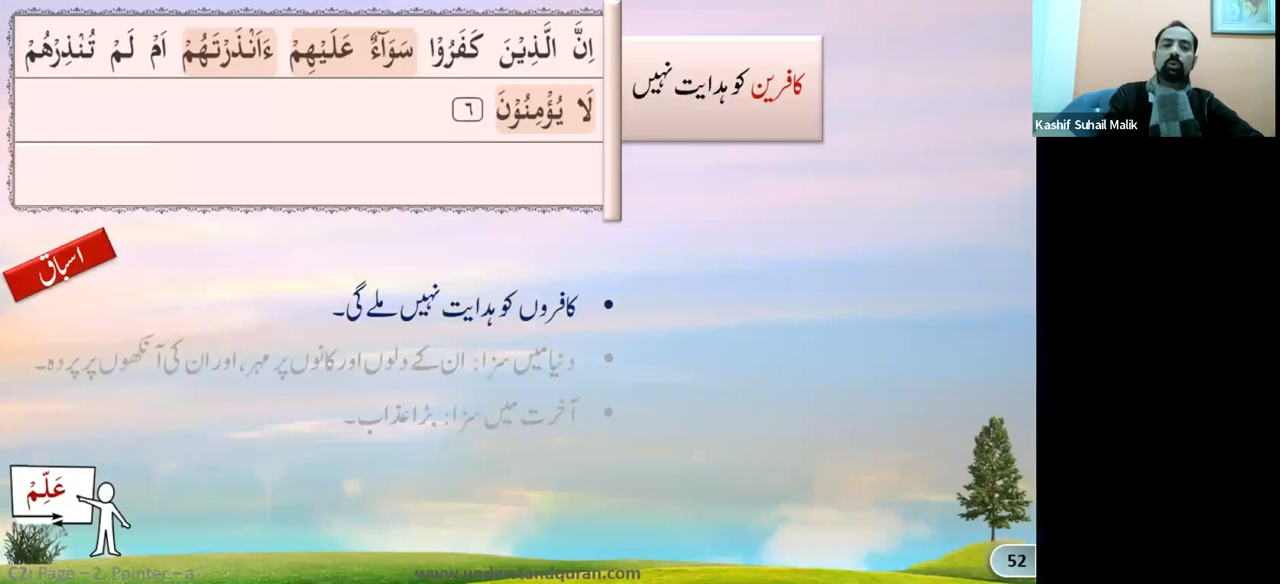 اِنَّ الَّذِيْنَ كَفَرُوْا سَوَآءٌ عَلَيْهِمْ ءَاَنْذَرْتَهُمْ اَمْ لَمْ تُنْذِرْهُمْ
لَا يُؤْمِنُوْنَ ٦
کافرین کو ہدایت نہیں
Kashif Suhail Malik
اسباق
کافروں کو ہدایت نہیں ملے گی۔
دنیا میں سزا: ان کے دلوں اور کانوں پر مہر، اور ان کی آنکھوں پر پردہ۔
آخرت میں سزا: بڑا عذاب۔
عَلِّمْ
C2: Page – 2, Pointer – a
www.understandquran.com
52